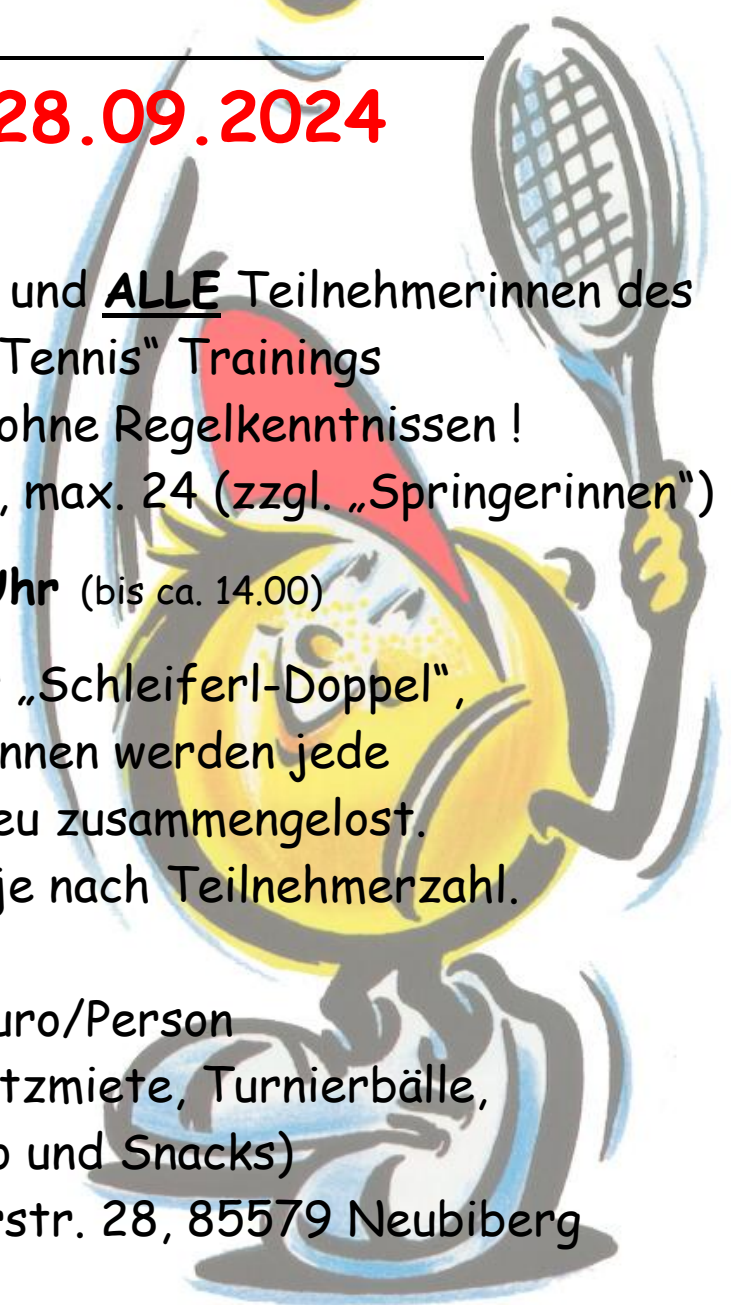 28.09.2024
und ALLE Teilnehmerinnen des
Tennis“ Trainings
ohne Regelkenntnissen !
, max. 24 (zzgl. „Springerinnen“)
Uhr (bis ca. 14.00)
„Schleiferl-Doppel“,
nnen werden jede
eu zusammengelost.
je nach Teilnehmerzahl.
uro/Person
tzmiete, Turnierbälle,
und Snacks)
rstr. 28, 85579 Neubiberg